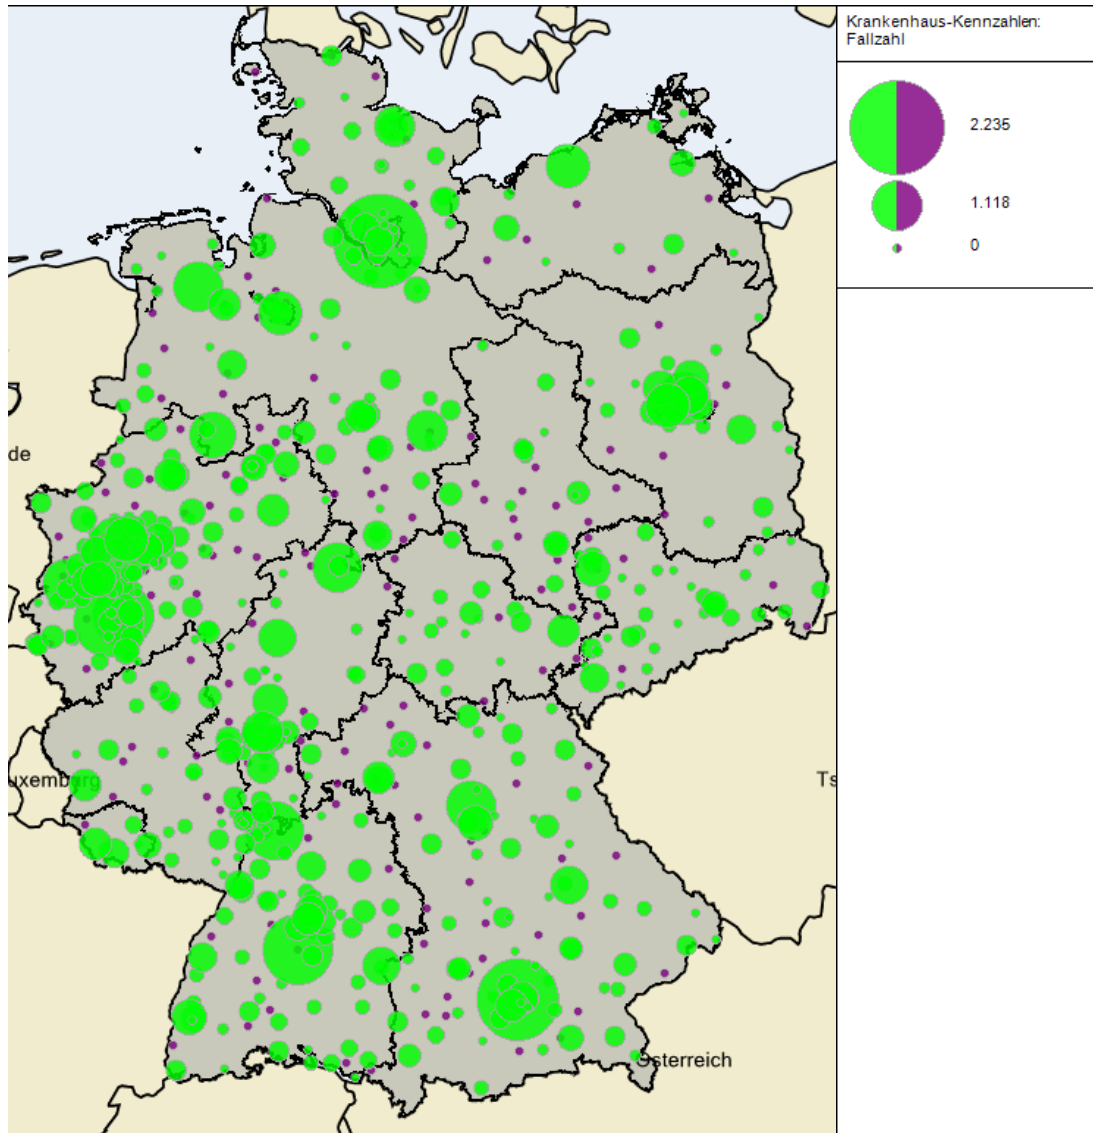 Krankenhaus-Kennzahlen:
Fallzahl
2.235
1.118
0
de
uxemburg
Ts
Österreich